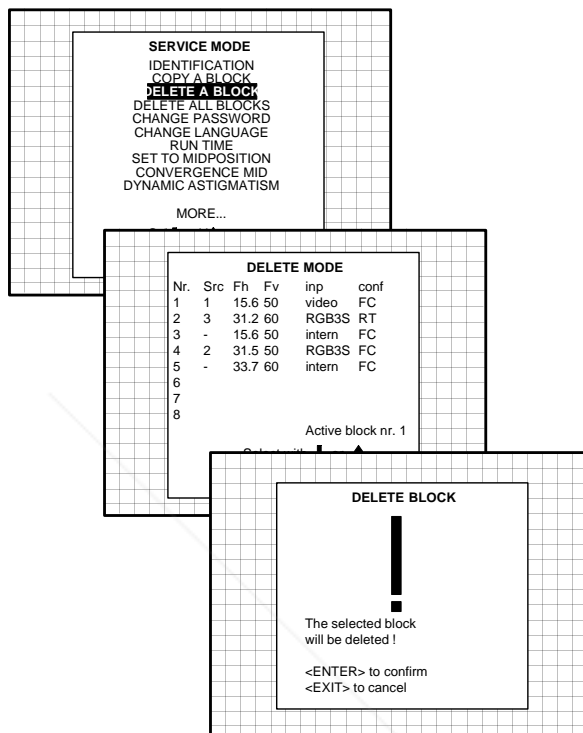 SERVICE MODE
IDENTIFICATION
COPY A BLOCK
DELETE A BLOCK
DELETE ALL BLOCKS
CHANGE PASSWORD
CHANGE LANGUAGE
RUN TIME
SET TO MIDPOSITION
CONVERGENCE MID
DYNAMIC ASTIGMATISM
MORE...
DELETE MODE
Nr. Src Fh Fv inp conf
1 1 15.6 50 video FC
2 3 31.2 60 RGB3S RT
3 - 15.6 50 intern FC
4 2 31.5 50 RGB3S FC
5 - 33.7 60 intern FC
6
7
8
Active block nr. 1
DELETE BLOCK
!
The selected block
will be deleted !
<ENTER> to confirm
<EXIT> to cancel